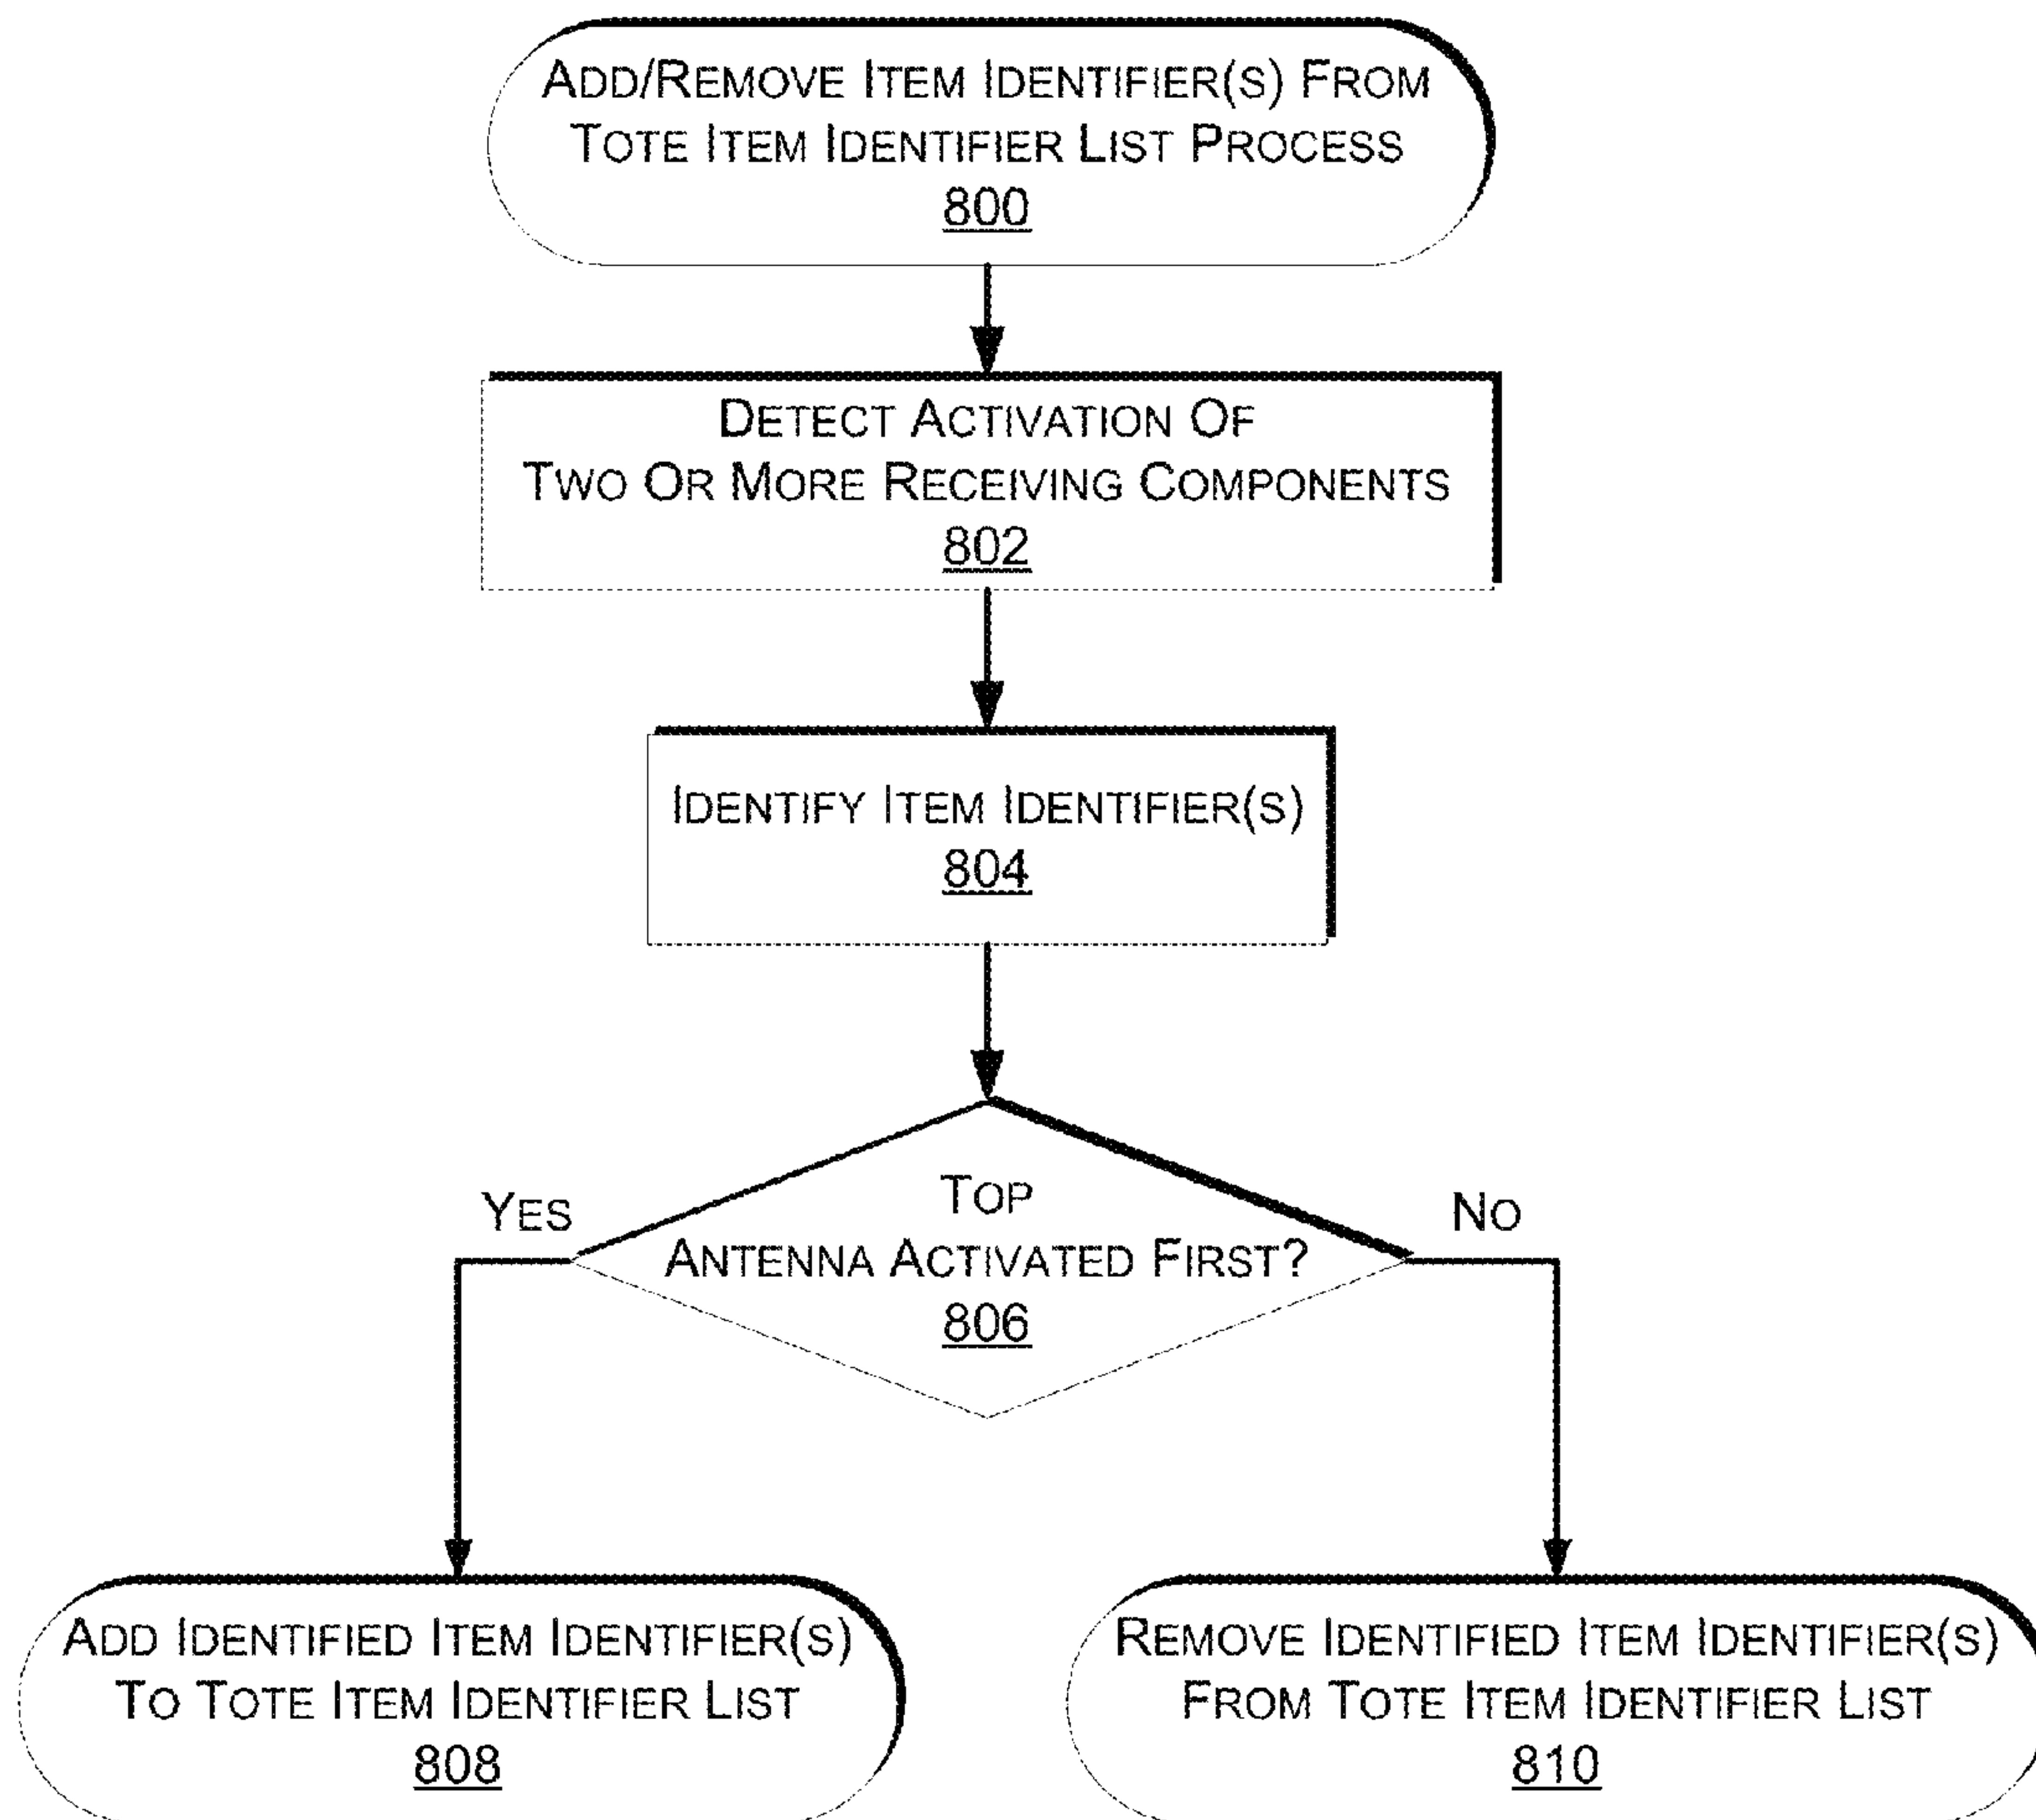 ADD/REMOVE ITEM IDENTIFIER(S) FROM
TOTE ITEM IDENTIFIER LIST PROCESS
800
DETECT ACTIVATION OF
TWO OR MORE RECEIVING COMPONENTS
802
IDENTIFY ITEM IDENTIFIER(S)
804
TOP
ANTENNA ACTIVATED FIRST?
806
YES
NO
ADD IDENTIFIED ITEM IDENTIFIER(S)
TO TOTE ITEM IDENTIFIER LIST
808
REMOVE IDENTIFIED ITEM IDENTIFIER(S)
FROM TOTE ITEM IDENTIFIER LIST
810